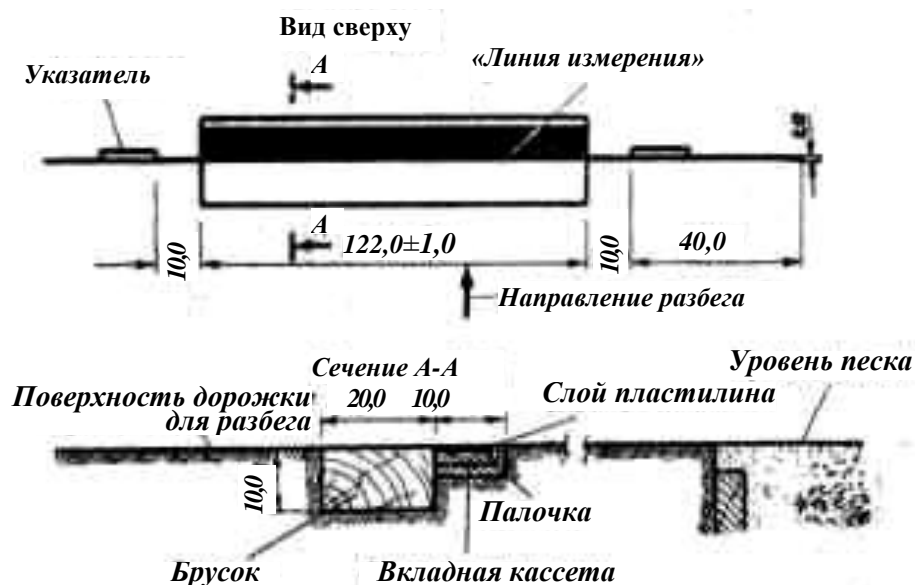 Вид сверху
А
«Линия измерения»
Указатель
А
10,0
122,0±1,0
10,0
40,0
Направление разбега
Сечение А-А
Уровень песка
Поверхность дорожки
для разбега
20,0
10,0
Слой пластилина
10,0
Палочка
Брусок
Вкладная кассета